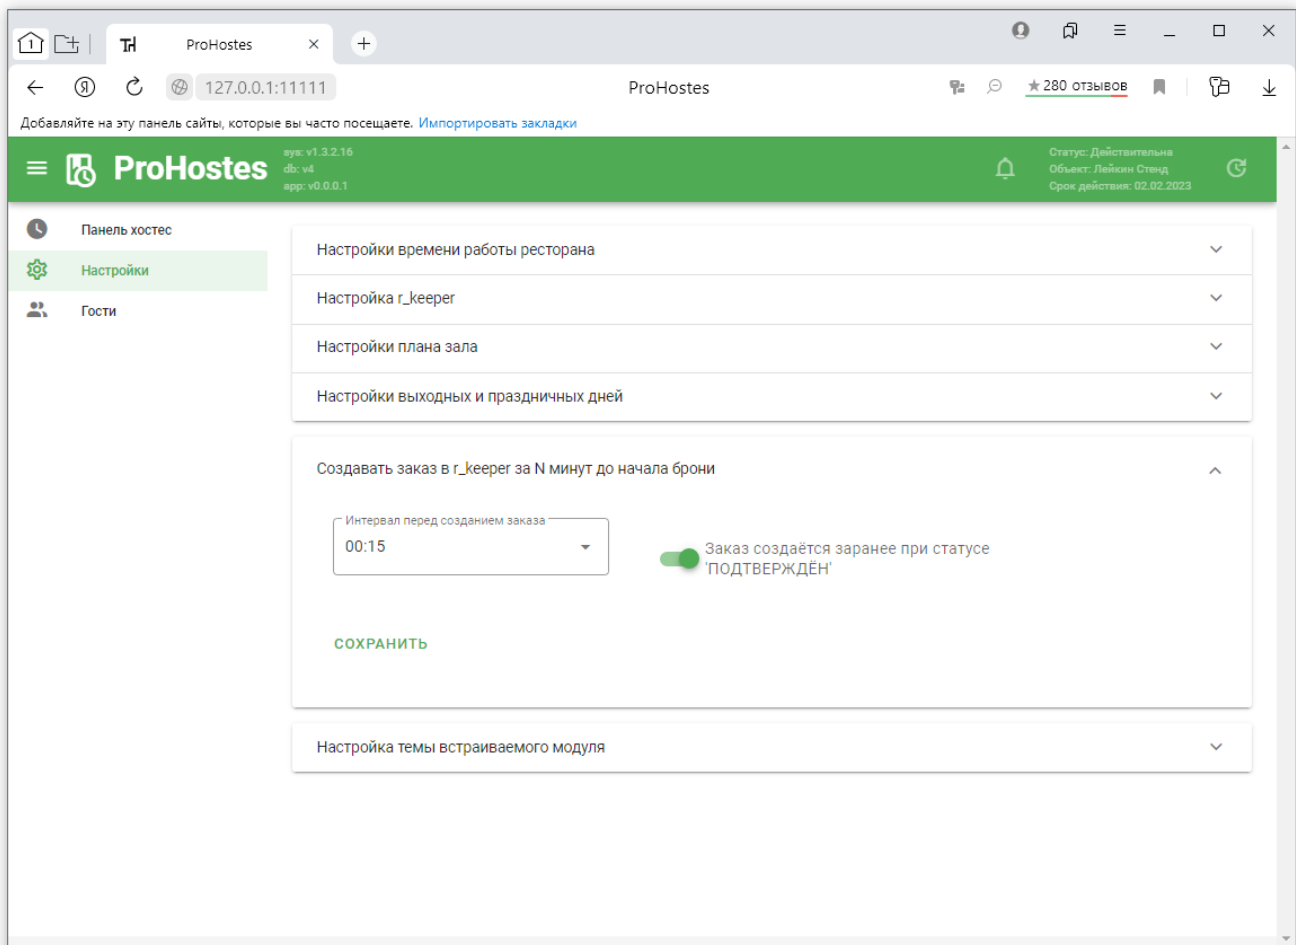 1
TH
ProHostes
Я
127.0.0.1:11111
ProHostes
280 отзывов
Добавляйте на эту панель сайты, которые вы часто посещаете. Импортировать закладки
ProHostes
sys: v1.3.2.16
db: v4
app: v0.0.0.1
Статус: Действительна
Объект: Лейкин Стенд
Срок действия: 02.02.2023
Панель хостес
Настройки
Гости
Настройки времени работы ресторана
Настройка r_keeper
Настройки плана зала
Настройки выходных и праздничных дней
Создавать заказ в r_keeper за N минут до начала брони
Интервал перед созданием заказа
00:15
Заказ создаётся заранее при статусе
'ПОДТВЕРЖДЁН'
СОХРАНИТЬ
Настройка темы встраиваемого модуля